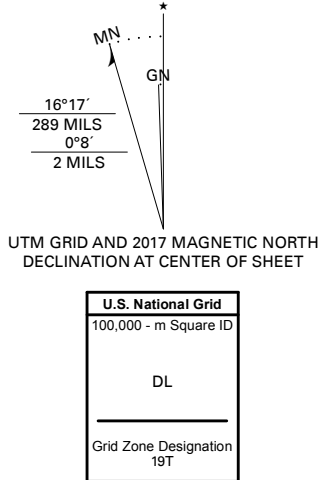 ★
MN
GN
16°17´
289 MILS
0°8´
2 MILS
UTM GRID AND 2017 MAGNETIC NORTH
DECLINATION AT CENTER OF SHEET
U.S. National Grid
100,000 - m Square ID
DL
Grid Zone Designation
19T